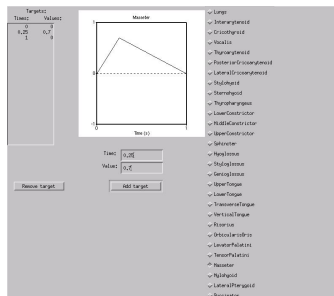 Targets:
Times: Values:
0 0
0,25 0,7
1 0
Masseter
1
0
-1
0 1
Time (s)
Time: 0,25
Value: 0,7
Remove target Add target
Lungs
Interarytenoid
Cricothyroid
Vocalis
Thyroarytenoid
PosteriorCricoarytenoid
LateralCricoarytenoid
Stylohyoid
Sternohyoid
Thyropharyngeus
LowerConstrictor
MiddleConstrictor
UpperConstrictor
Sphincter
Hyoglossus
Styloglossus
Genioglossus
UpperTongue
LowerTongue
TransverseTongue
VerticalTongue
Risorius
OrbicularisOris
LevatorPalatini
TensorPalatini
Masseter
Mylohyoid
LateralPterygoid
Buccinator